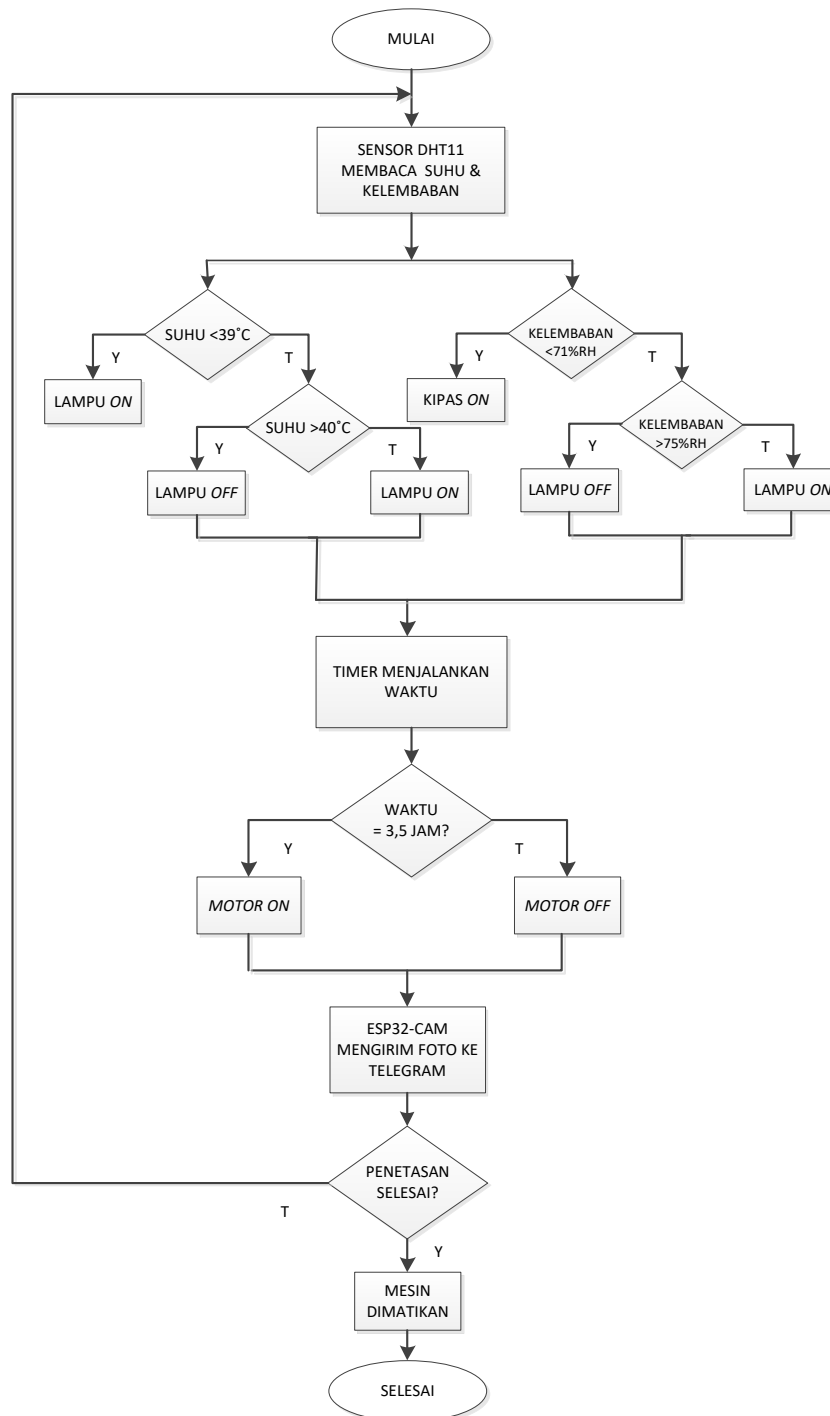 MULAI
SENSOR DHT11
MEMBACA SUHU &
KELEMBABAN
SUHU <39˚C
Y
T
LAMPU ON
SUHU >40˚C
Y
T
LAMPU OFF
LAMPU ON
KELEMBABAN
<71%RH
Y
T
KIPAS ON
KELEMBABAN
>75%RH
Y
T
LAMPU OFF
LAMPU ON
TIMER MENJALANKAN
WAKTU
WAKTU
= 3,5 JAM?
Y
T
MOTOR ON
MOTOR OFF
ESP32-CAM
MENGIRIM FOTO KE
TELEGRAM
PENETASAN
SELESAI?
T
Y
MESIN
DIMATIKAN
SELESAI